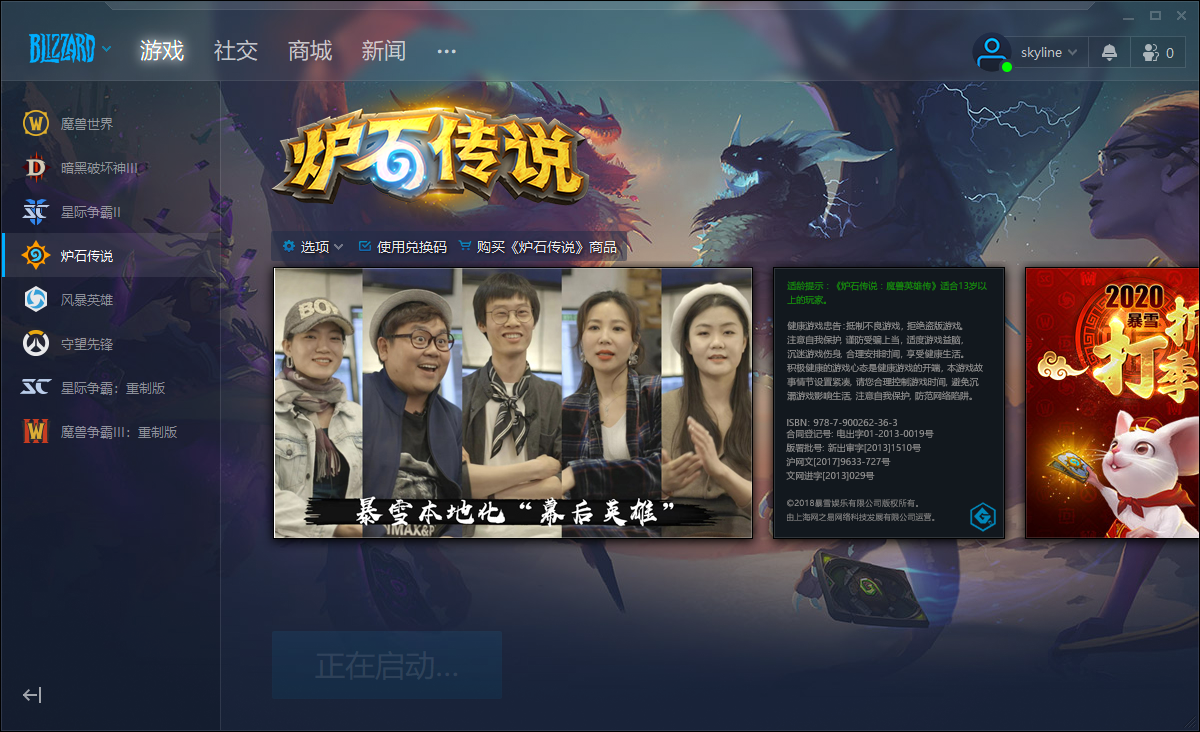 BLIZZARD
游戏
社交
商城
新闻
...
skyline
0
魔兽世界
暗黑破坏神III
星际争霸II
炉石传说
风暴英雄
守望先锋
星际争霸：重制版
魔兽争霸III：重制版
炉石传说
选项
使用兑换码
购买《炉石传说》商品
BOY
暴雪本地化“幕后英雄”
IMAX&P
适龄提示：《炉石传说：魔兽英雄传》适合13岁以
上的玩家。
健康游戏忠告:抵制不良游戏, 拒绝盗版游戏,
注意自我保护, 谨防受骗上当, 适度游戏益脑,
沉迷游戏伤身, 合理安排时间, 享受健康生活。
积极健康的游戏心态是健康游戏的开端, 本游戏故
事情节设置紧凑, 请您合理控制游戏时间, 避免沉
溺游戏影响生活, 注意自我保护, 防范网络陷阱。
ISBN: 978-7-900262-36-3
合同登记号: 电出字01-2013-0019号
版署批号: 新出审字[2013]1510号
沪网文[2017]9633-727号
文网进字[2013]029号
©2018暴雪娱乐有限公司版权所有。
由上海网之易网络科技发展有限公司运营。
2020
暴雪
打
季
正在启动...